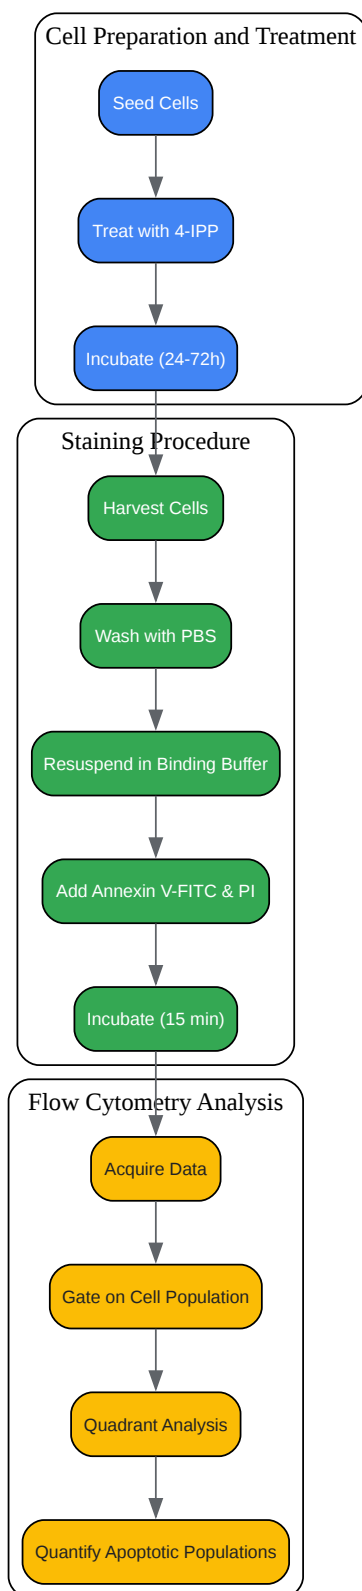 Cell Preparation and Treatment
Seed Cells
Treat with 4-IPP
Incubate (24-72h)
Staining Procedure
Harvest Cells
Wash with PBS
Resuspend in Binding Buffer
Add Annexin V-FITC & PI
Incubate (15 min)
Flow Cytometry Analysis
Acquire Data
Gate on Cell Population
Quadrant Analysis
Quantify Apoptotic Populations